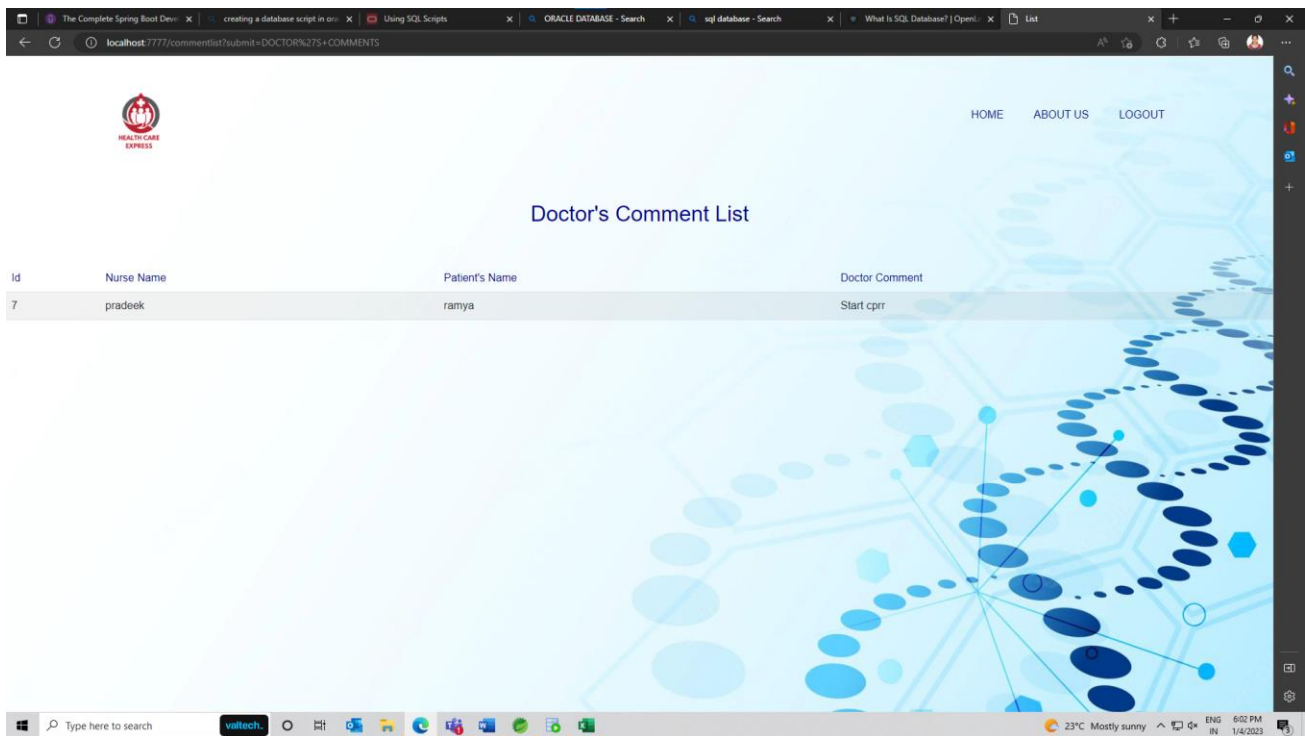 The Complete Spring Boot Deve
creating a database script in ora
Using SQL Scripts
ORACLE DATABASE - Search
sql database - Search
What Is SQL Database? | OpenL
List
localhost:7777/commentlist?submit=DOCTOR%27S+COMMENTS
HEALTH CARE
EXPRESS
HOME ABOUT US LOGOUT
Doctor's Comment List
Id Nurse Name Patient's Name Doctor Comment
7 pradeek ramya Start cprr
Type here to search
valtech.
23°C Mostly sunny
ENG
IN
6:02 PM
1/4/2023